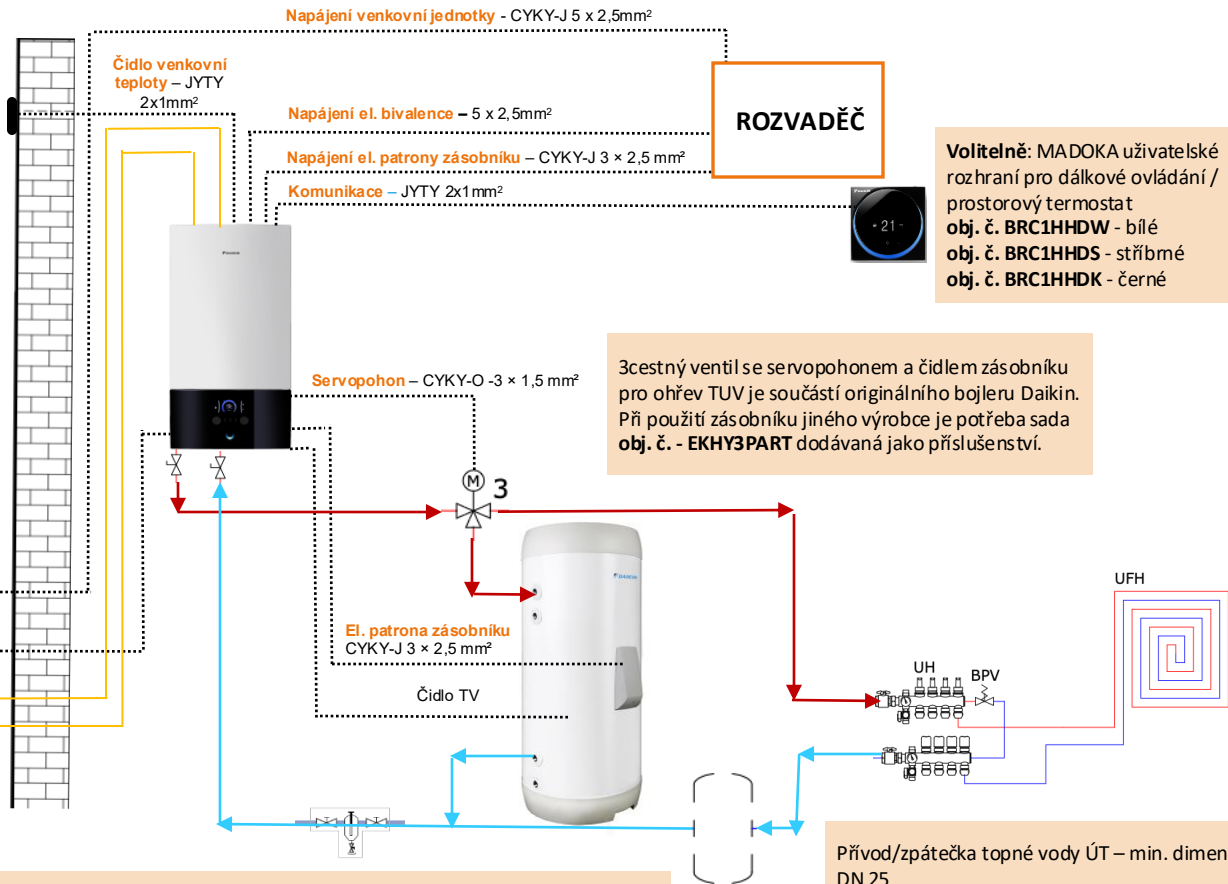 Napájení venkovní jednotky - CYKY-J 5 x 2,5mm²
Čidlo venkovní
teploty – JYTY
2x1mm²
Napájení el. bivalence – 5 x 2,5mm²
Napájení el. patrony zásobníku – CYKY-J 3 × 2,5 mm²
Komunikace – JYTY 2x1mm²
ROZVADĚČ
-21-
Volitelně: MADOKA uživatelské
rozhraní pro dálkové ovládání /
prostorový termostat
obj. č. BRC1HHDW - bílé
obj. č. BRC1HHDS - stříbrné
obj. č. BRC1HHDK - černé
3cestný ventil se servopohonem a čidlem zásobníku
pro ohřev TUV je součástí originálního bojleru Daikin.
Při použití zásobníku jiného výrobce je potřeba sada
obj. č. - EKHY3PART dodávaná jako příslušenství.
Servopohon – CYKY-O -3 × 1,5 mm²
M
3
DAIKIN
El. patrona zásobníku
CYKY-J 3 × 2,5 mm²
Čidlo TV
UFH
UH
BPV
Přívod/zpátečka topné vody ÚT – min. dimen
DN 25